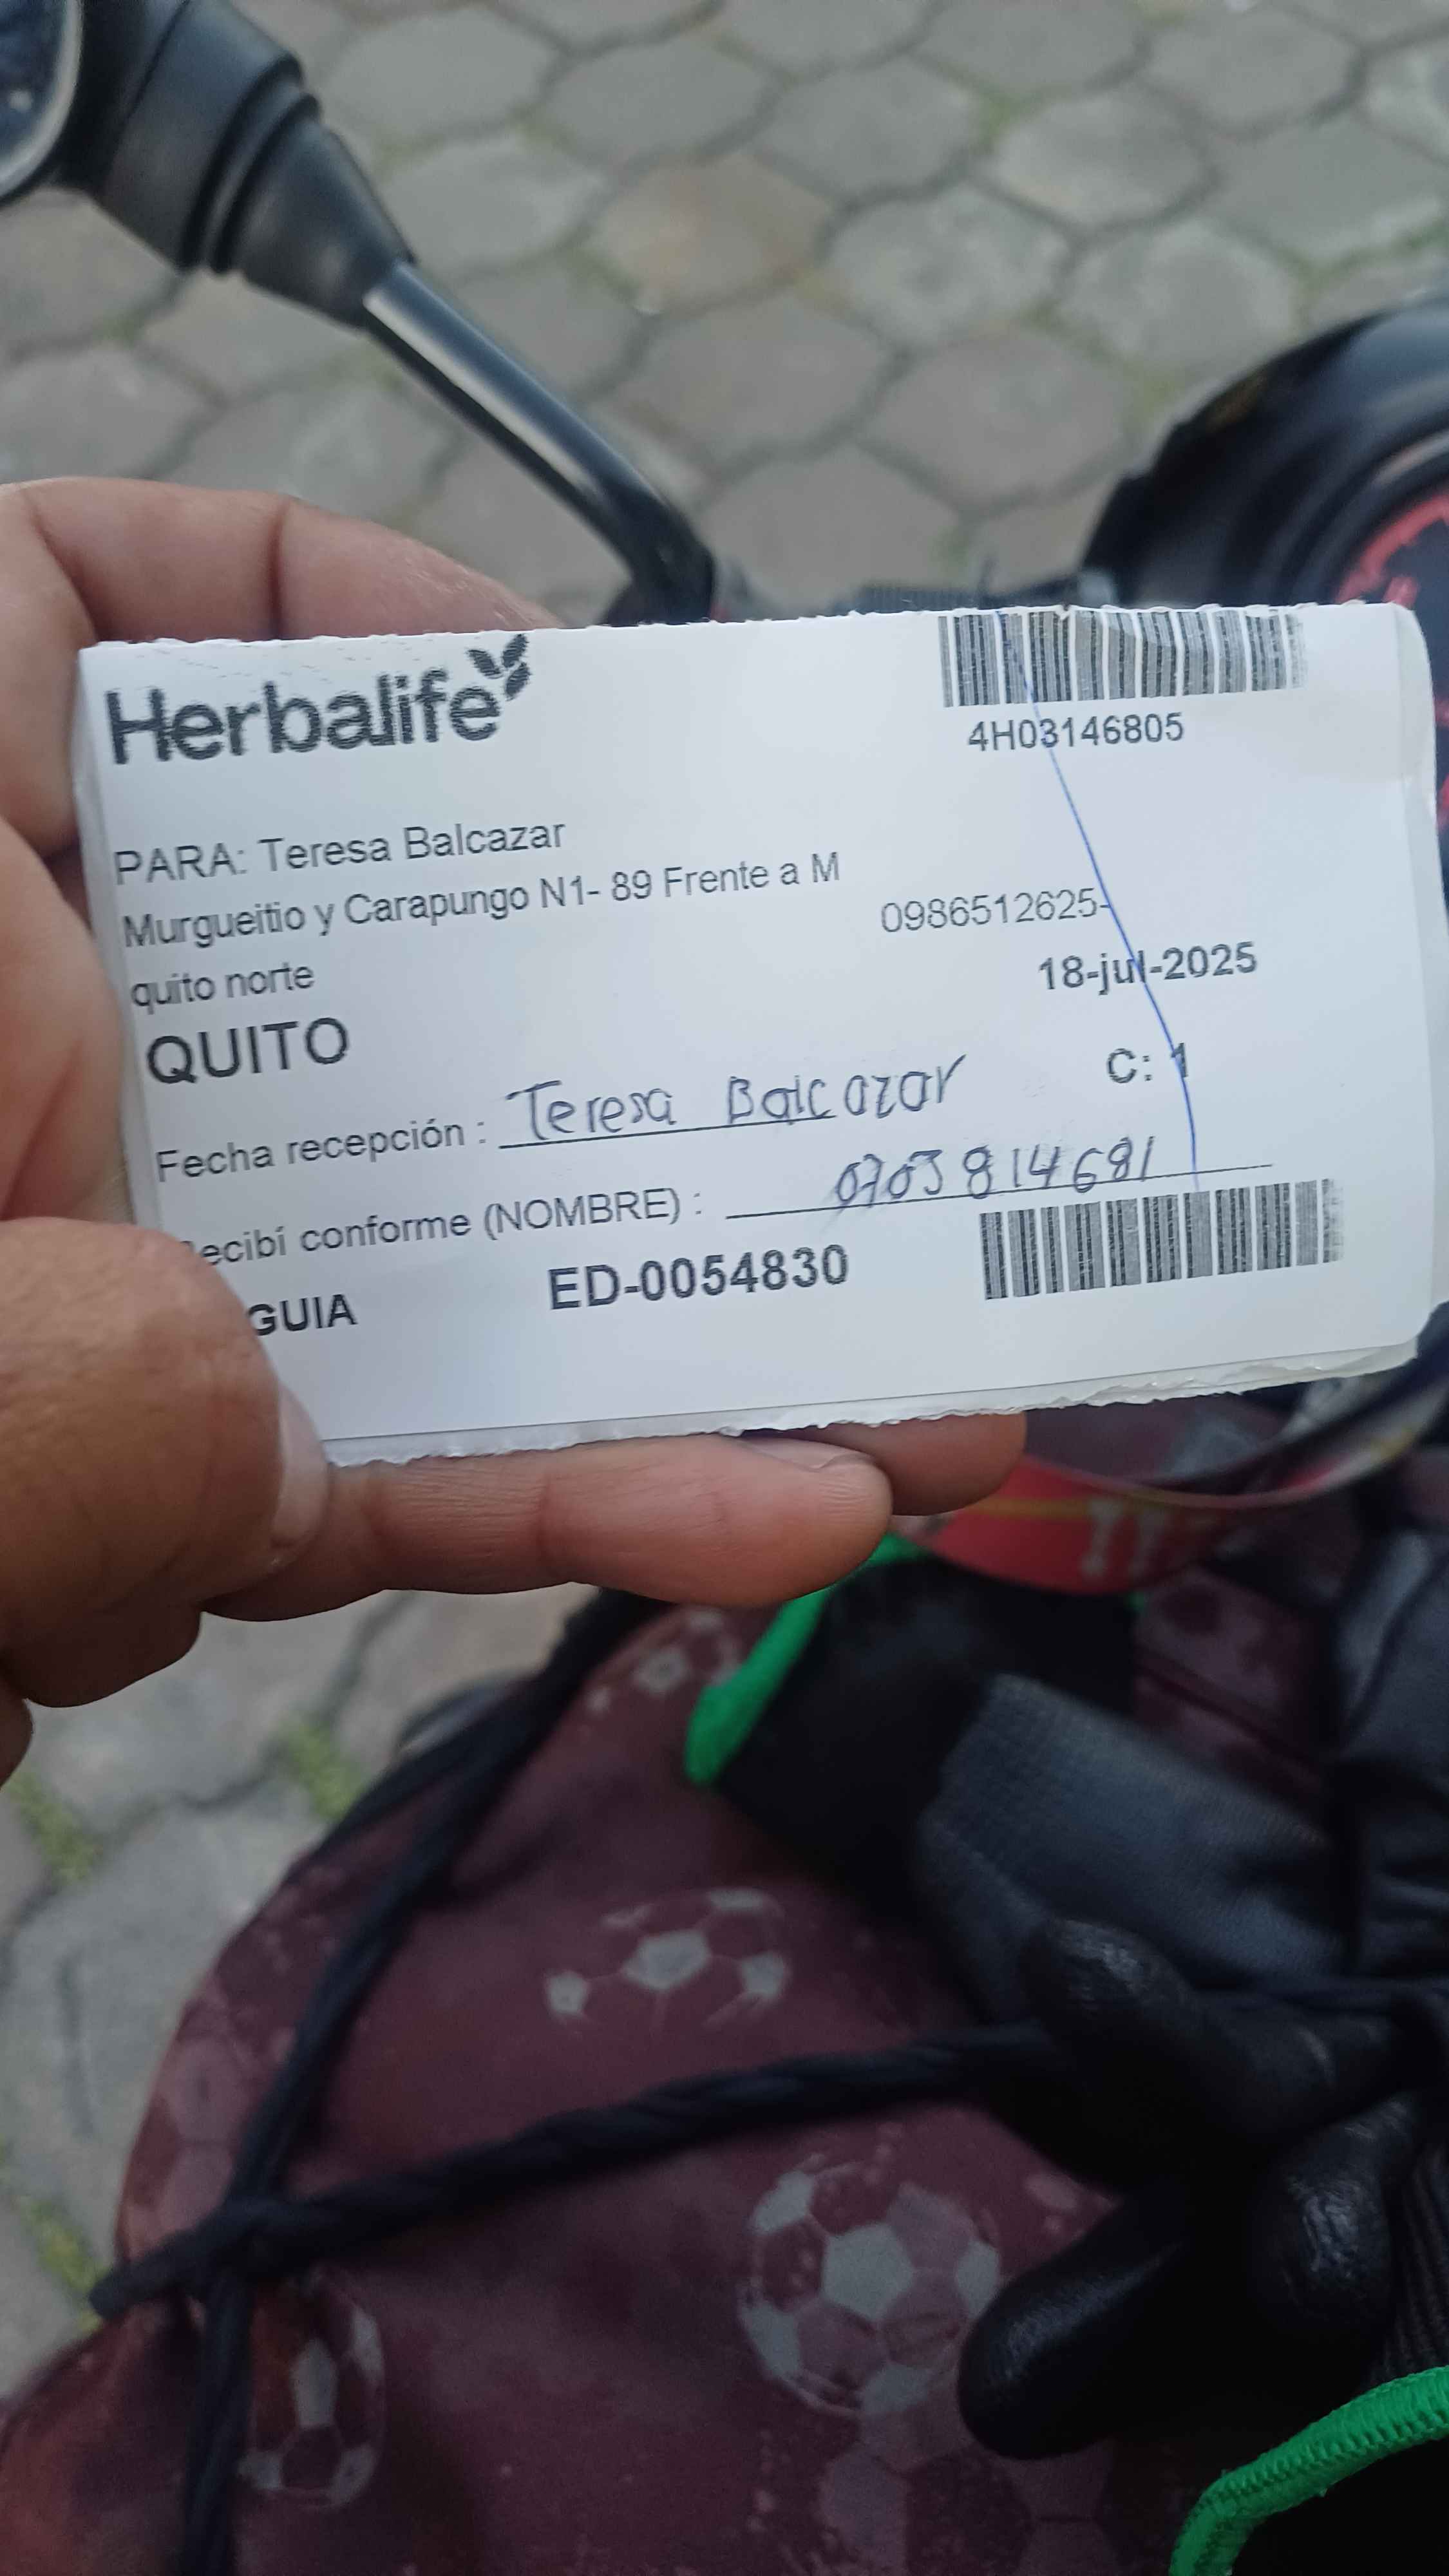 Herbalife
4H03146805
PARA: Teresa Balcazar
Murgueitio y Carapungo N1- 89 Frente a M
0986512625-
quito norte
18-jul-2025
QUITO
C: 1
Fecha recepción : Teresa Balcazar
ecibí conforme (NOMBRE) : 0703814681
GUIA ED-0054830